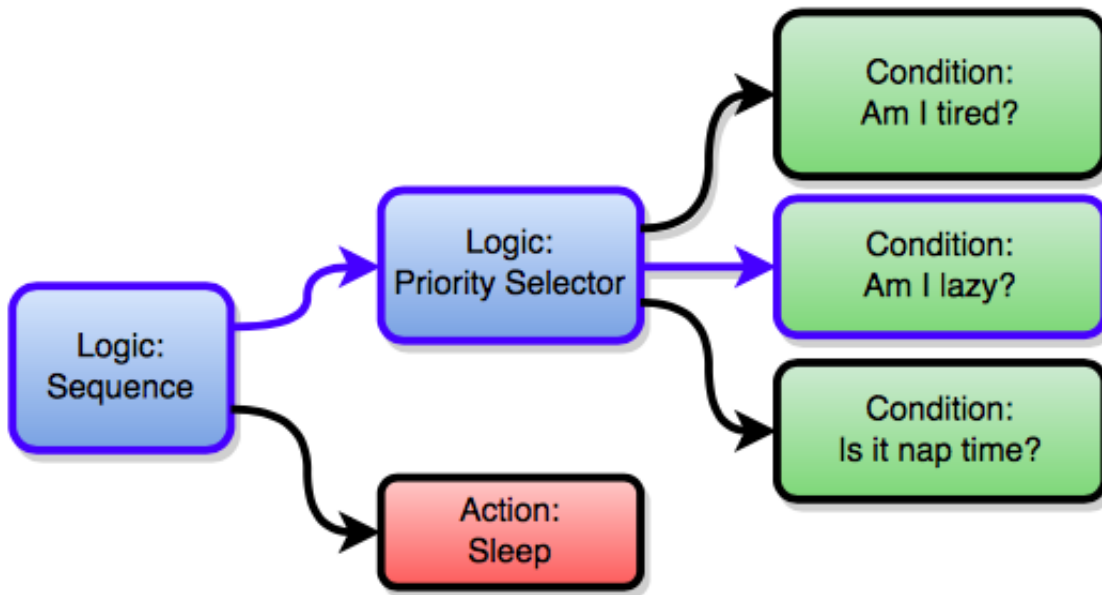 Condition:
Am I tired?
Logic:
Priority Selector
Condition:
Am I lazy?
Logic:
Sequence
Condition:
Is it nap time?
Action:
Sleep